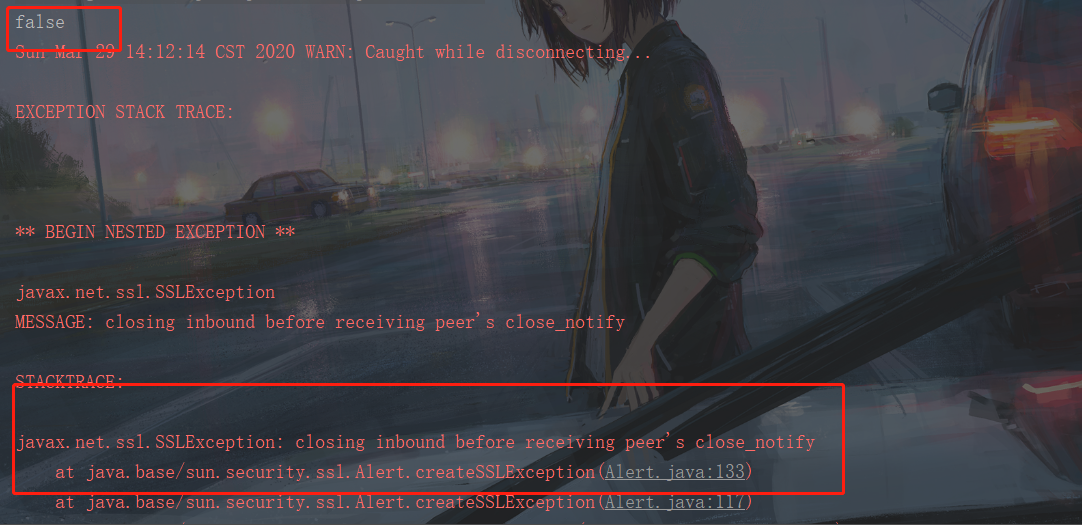 false
Sun Mar 29 14:12:14 CST 2020 WARN: Caught while disconnecting...
EXCEPTION STACK TRACE:
** BEGIN NESTED EXCEPTION **
javax.net.ssl.SSLException
MESSAGE: closing inbound before receiving peer's close_notify
STACKTRACE:
javax.net.ssl.SSLException: closing inbound before receiving peer's close_notify
at java.base/sun.security.ssl.Alert.createSSLException(Alert.java:133)
at java.base/sun.security.ssl.Alert.createSSLException(Alert.java:117)